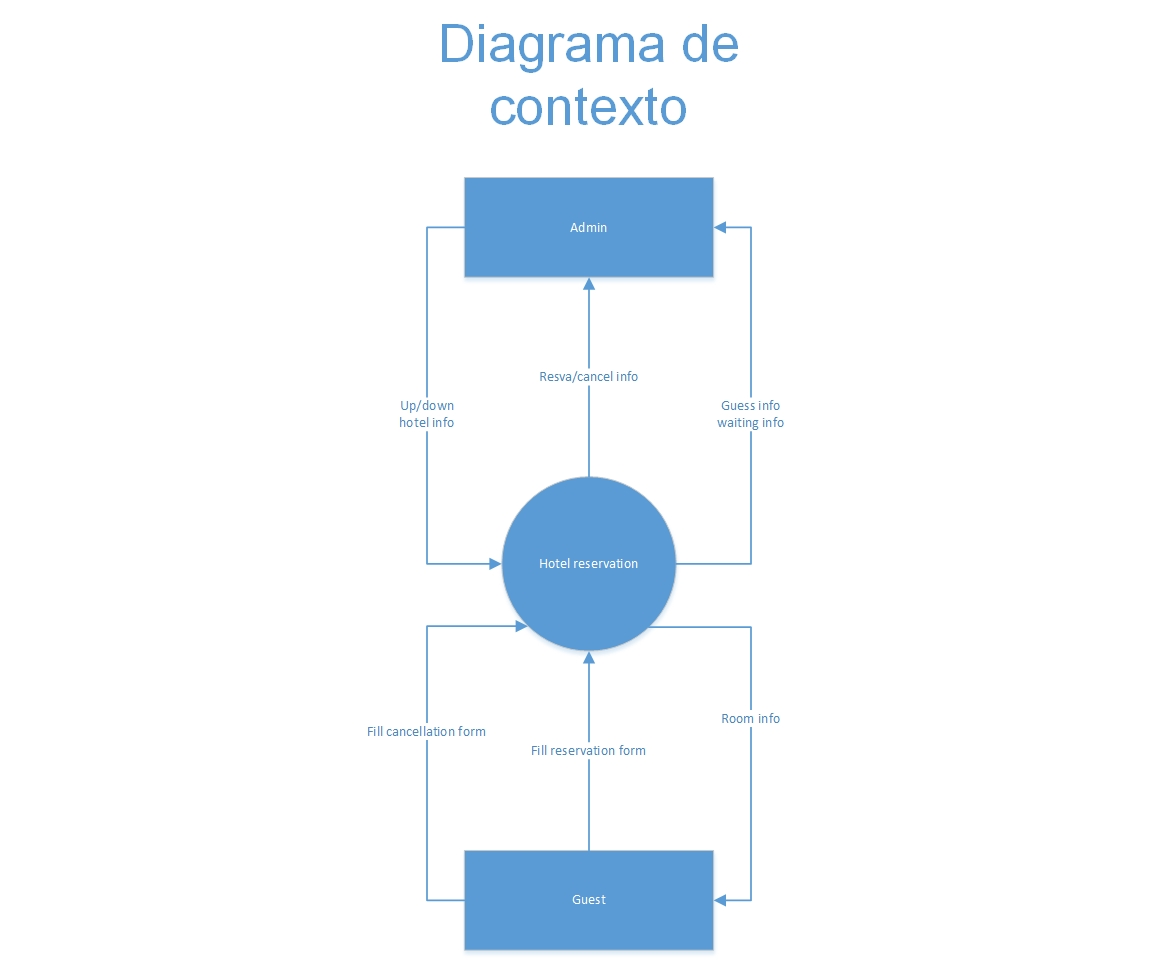 Diagrama de
contexto
Admin
Resva/cancel info
Up/down
hotel info
Guess info
waiting info
Hotel reservation
Room info
Fill cancellation form
Fill reservation form
Guest